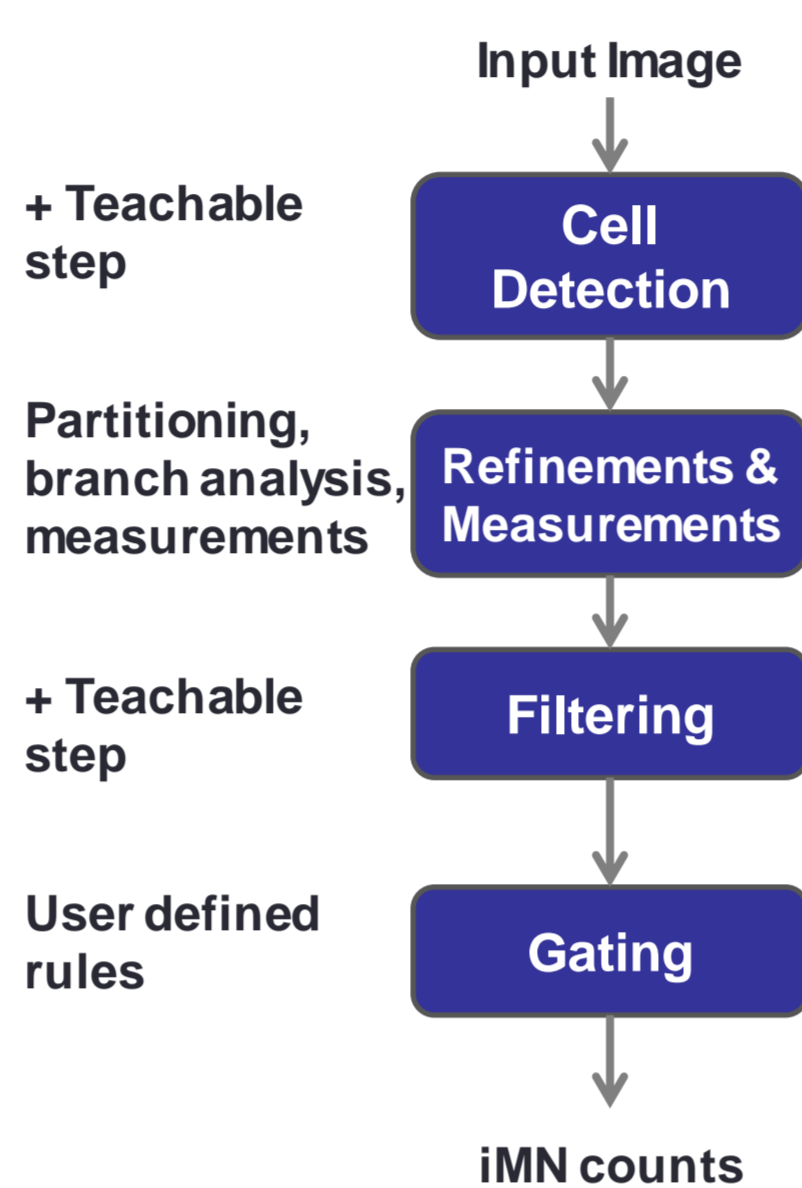 Input Image
+ Teachable
step
Cell
Detection
Partitioning,
branch analysis,
measurements
Refinements &
Measurements
+ Teachable
step
Filtering
User defined
rules
Gating
iMN counts